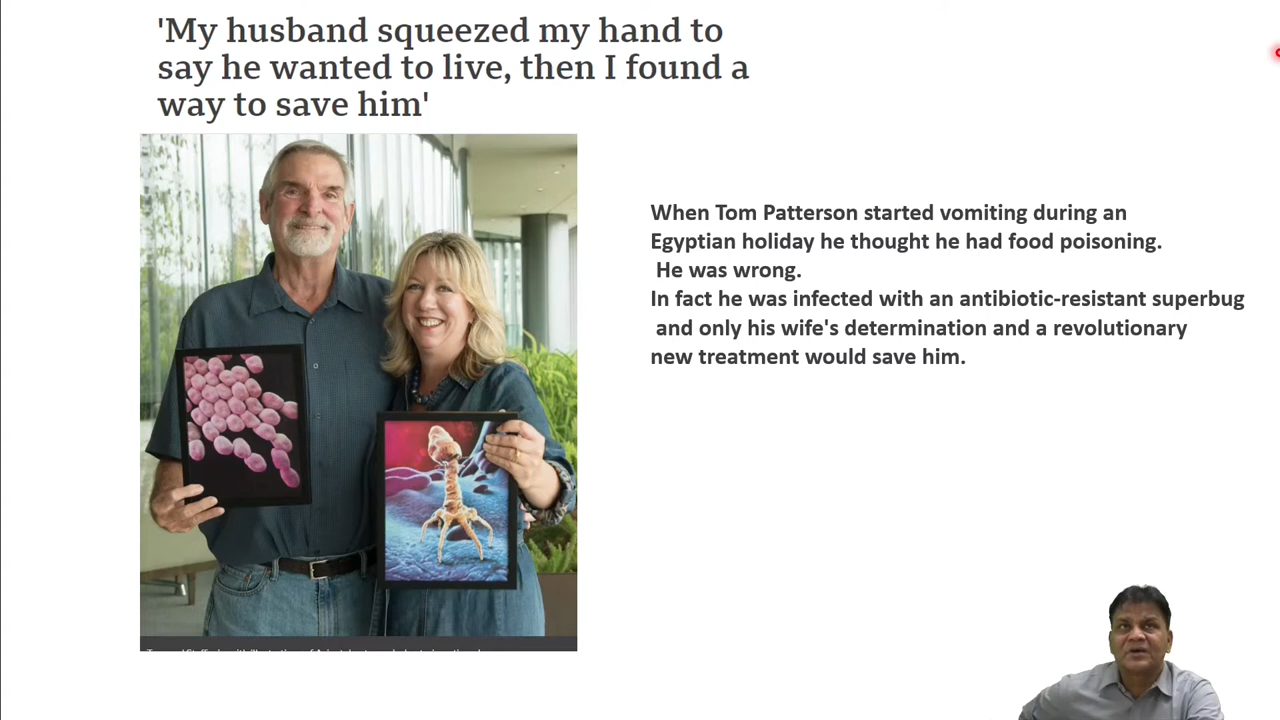 'My husband squeezed my hand to
say he wanted to live, then I found a
way to save him'
When Tom Patterson started vomiting during an
Egyptian holiday he thought he had food poisoning.
He was wrong.
In fact he was infected with an antibiotic-resistant superbug
and only his wife's determination and a revolutionary
new treatment would save him.